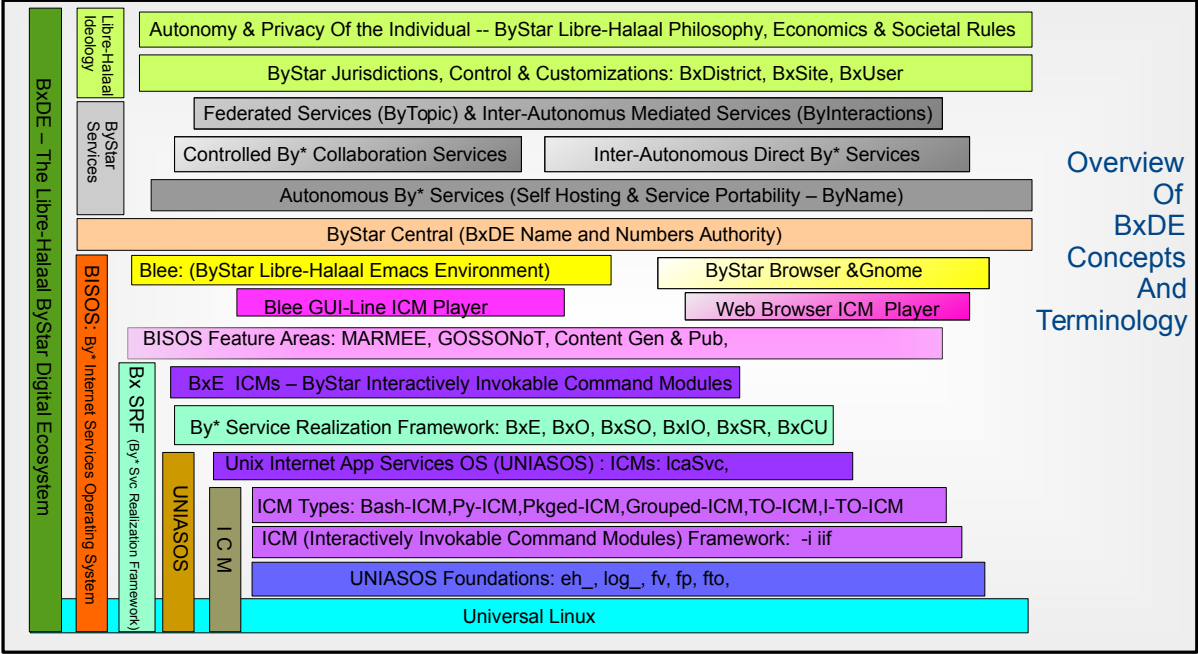 BxDE – The Libre-Halaal ByStar Digital Ecosystem
Libre-Halaal
Ideology
Autonomy & Privacy Of the Individual -- ByStar Libre-Halaal Philosophy, Economics & Societal Rules
ByStar Jurisdictions, Control & Customizations: BxDistrict, BxSite, BxUser
ByStar
Services
Federated Services (ByTopic) & Inter-Autonomus Mediated Services (ByInteractions)
Controlled By* Collaboration Services
Inter-Autonomous Direct By* Services
Autonomous By* Services (Self Hosting & Service Portability – ByName)
ByStar Central (BxDE Name and Numbers Authority)
BISOS: By* Internet Services Operating System
Blee: (ByStar Libre-Halaal Emacs Environment)
ByStar Browser &Gnome
Blee GUI-Line ICM Player
Web Browser ICM Player
BISOS Feature Areas: MARMEE, GOSSONoT, Content Gen & Pub,
Bx SRF (By* Svc Realization Framework)
BxE ICMs – ByStar Interactively Invokable Command Modules
By* Service Realization Framework: BxE, BxO, BxSO, BxIO, BxSR, BxCU
UNIASOS
Unix Internet App Services OS (UNIASOS) : ICMs: lcaSvc,
I C M
ICM Types: Bash-ICM,Py-ICM,Pkged-ICM,Grouped-ICM,TO-ICM,I-TO-ICM
ICM (Interactively Invokable Command Modules) Framework: -i iif
UNIASOS Foundations: eh_, log_, fv, fp, fto,
Universal Linux
Overview
Of
BxDE
Concepts
And
Terminology